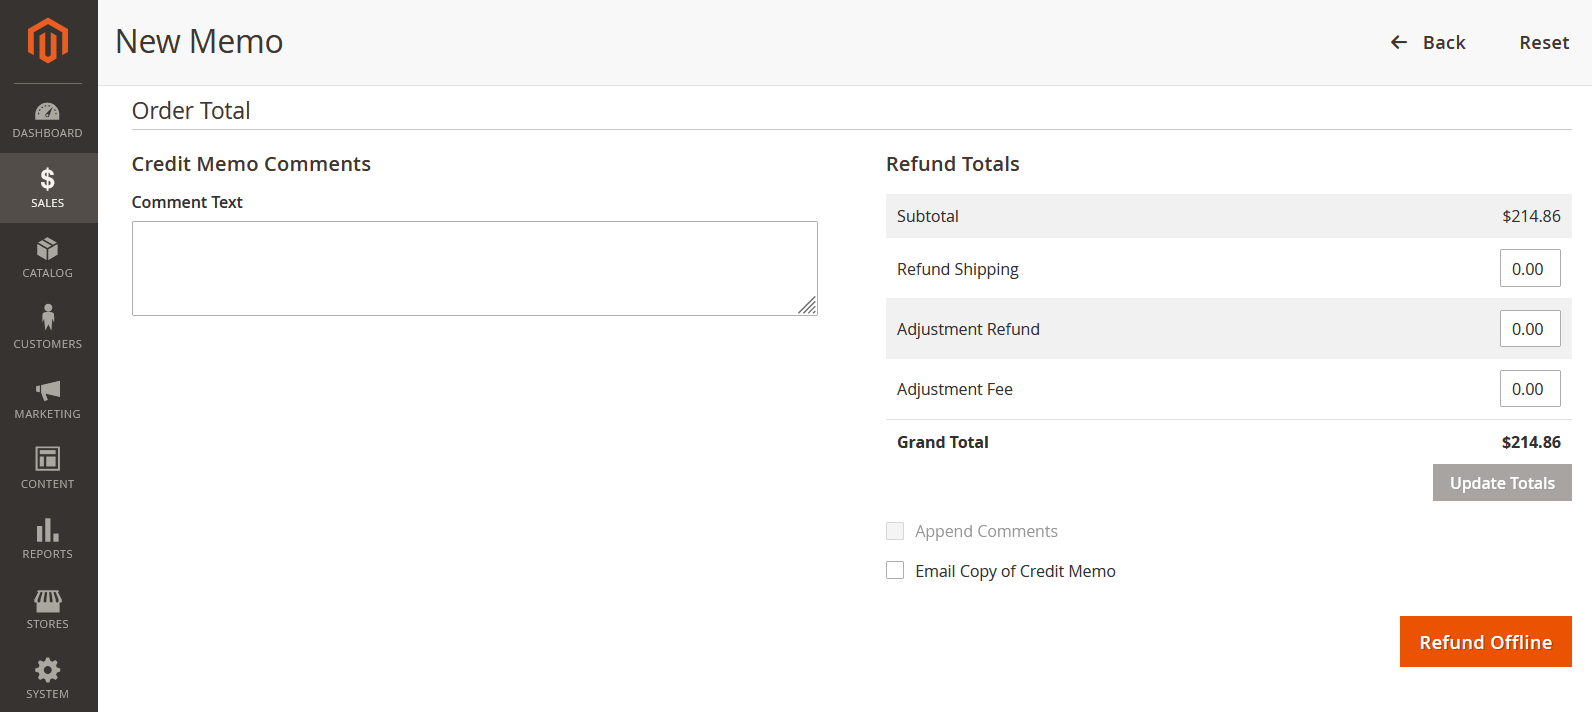 New Memo
Back
Reset
DASHBOARD
SALES
CATALOG
CUSTOMERS
MARKETING
CONTENT
REPORTS
STORES
SYSTEM
Order Total
Credit Memo Comments
Comment Text
Refund Totals
Subtotal $214.86
Refund Shipping 0.00
Adjustment Refund 0.00
Adjustment Fee 0.00
Grand Total $214.86
Update Totals
Append Comments
Email Copy of Credit Memo
Refund Offline